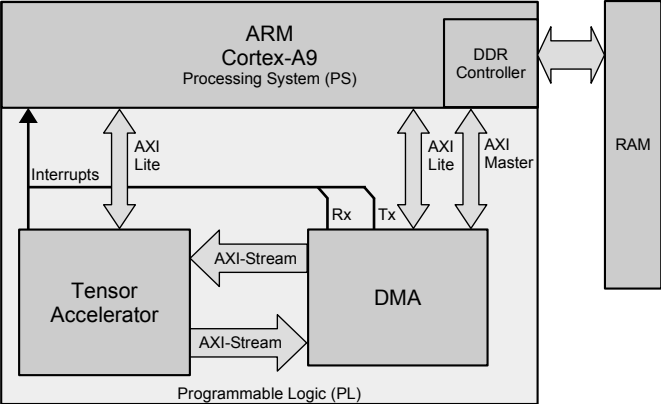 ARM
Cortex-A9
Processing System (PS)
DDR
Controller
RAM
AXI
Lite
AXI
Lite
AXI
Master
Interrupts
Rx
Tx
AXI-Stream
Tensor
Accelerator
DMA
AXI-Stream
Programmable Logic (PL)